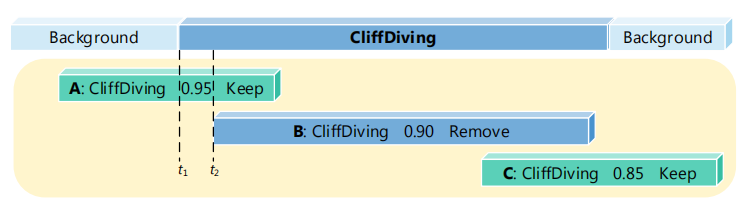 Background CliffDiving Background
A: CliffDiving 0.95 Keep
B: CliffDiving 0.90 Remove
C: CliffDiving 0.85 Keep
t1 t2